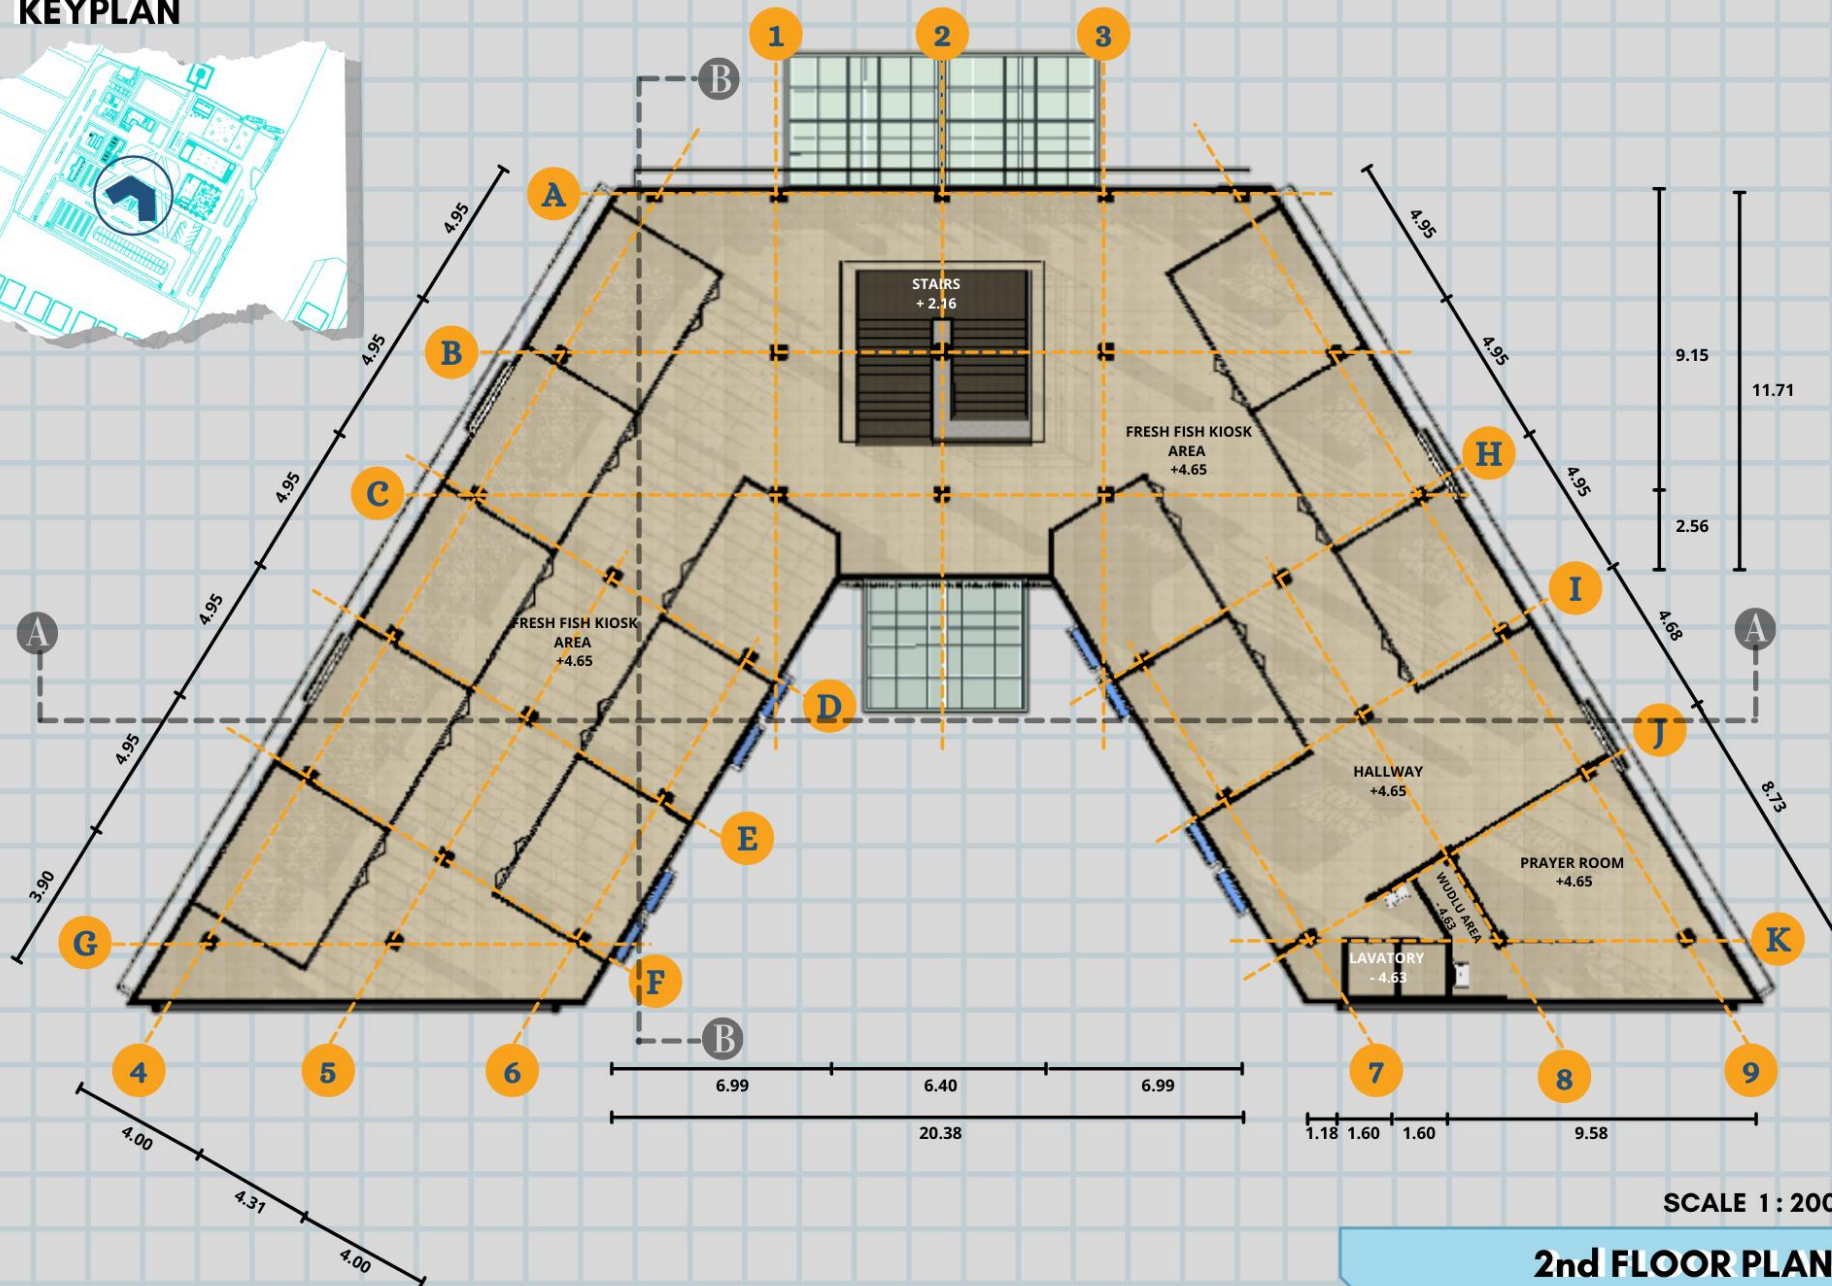 KEYPLAN
1
2
3
B
A
4.95
4.95
4.95
4.95
4.95
3.90
B
C
A
G
4
5
6
F
E
D
B
STAIRS
+ 2.16
FRESH FISH KIOSK
AREA
+4.65
FRESH FISH KIOSK
AREA
+4.65
HALLWAY
+4.65
PRAYER ROOM
+4.65
WUDLU AREA
- 4.63
LAVATORY
- 4.63
4.95
4.95
4.95
4.68
8.73
9.15
2.56
11.71
H
I
A
J
K
7
8
9
6.99
6.40
6.99
20.38
1.18
1.60
1.60
9.58
4.00
4.31
4.00
SCALE 1 : 200
2nd FLOOR PLAN